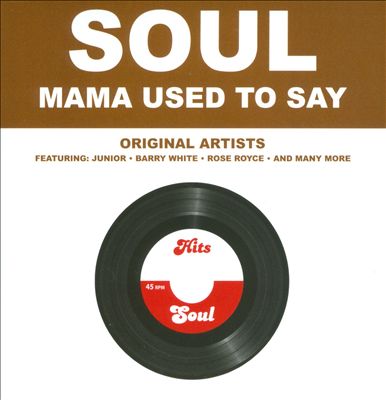 SOUL
MAMA USED TO SAY
ORIGINAL ARTISTS
FEATURING: JUNIOR • BARRY WHITE • ROSE ROYCE • AND MANY MORE
Hits
45 RPM
Soul